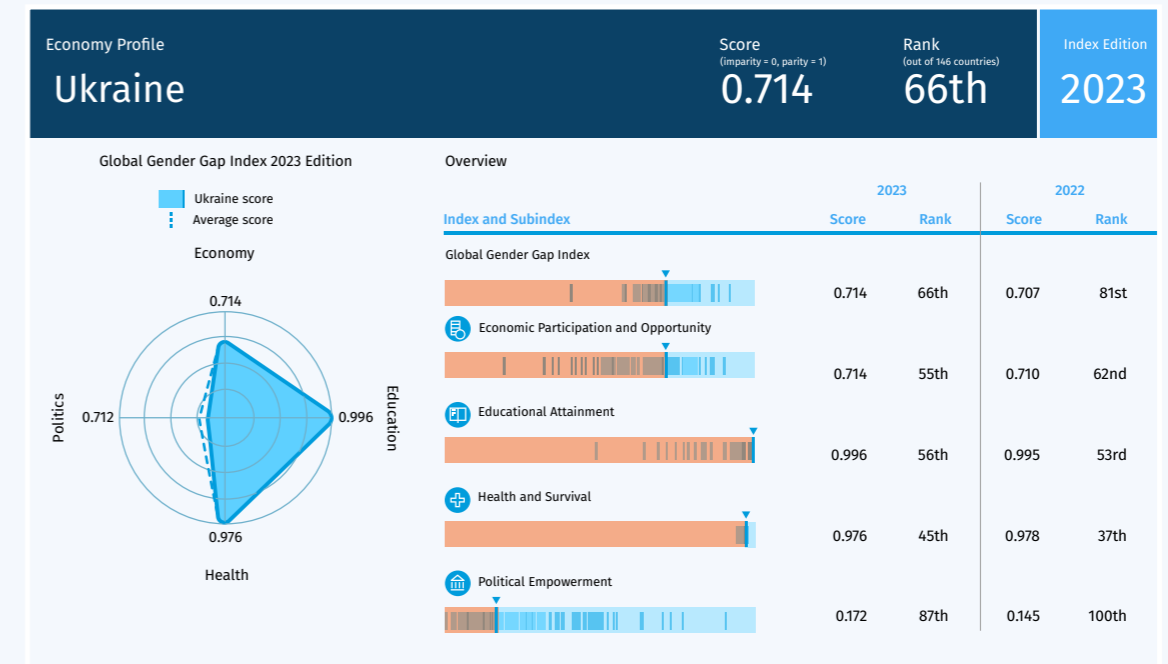 Economy Profile
Ukraine
Score
(imparity = 0, parity = 1)
0.714
Rank
(out of 146 countries)
66th
Index Edition
2023
Global Gender Gap Index 2023 Edition
Ukraine score
Average score
Economy
0.714
Politics
0.712
0.996
Education
0.976
Health
Overview
2023 2022
Index and Subindex Score Rank Score Rank
Global Gender Gap Index
0.714 66th 0.707 81st
Economic Participation and Opportunity
0.714 55th 0.710 62nd
Educational Attainment
0.996 56th 0.995 53rd
Health and Survival
0.976 45th 0.978 37th
Political Empowerment
0.172 87th 0.145 100th